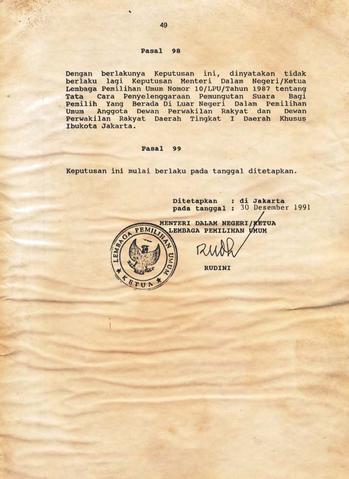 49
Pasal 98
Dengan berlakunya Keputusan ini, dinyatakan tidak
berlaku lagi Keputusan Menteri Dalam Negeri/Ketua
Lembaga Pemilihan Umum Nomor 10/LPU/Tahun 1987 tentang
Tata Cara Penyelenggaraan Pemungutan Suara Bagi
Pemilih Yang Berada Di Luar Negeri Dalam Pemilihan
Umum Anggota Dewan Perwakilan Rakyat dan Dewan
Perwakilan Rakyat Daerah Tingkat I Daerah Khusus
Ibukota Jakarta.
Pasal 99
Keputusan ini mulai berlaku pada tanggal ditetapkan.
Ditetapkan : di Jakarta
pada tanggal : 30 Desember 1991
MENTERI DALAM NEGERI/KETUA
LEMBAGA PEMILIHAN UMUM
LEMBAGA PEMILIHAN UMUM
KETUA
RUDINI